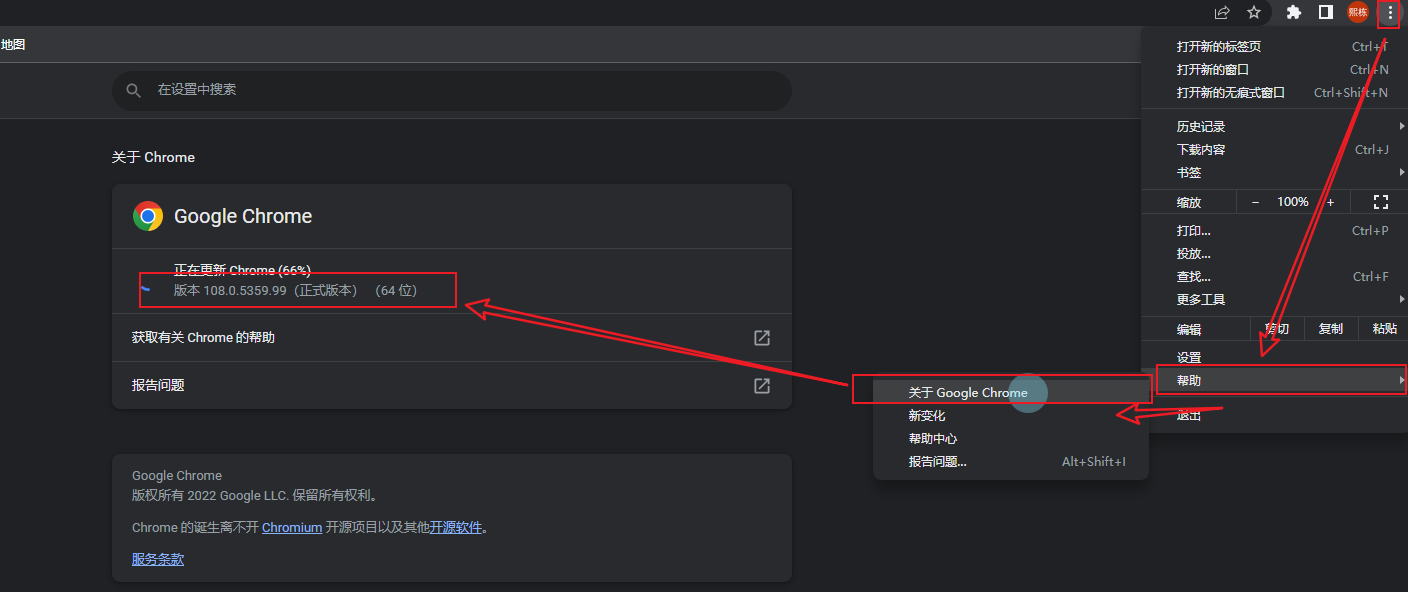 熙栋
地图
在设置中搜索
关于 Chrome
Google Chrome
正在更新 Chrome (66%)
版本 108.0.5359.99（正式版本） （64 位）
获取有关 Chrome 的帮助
报告问题
Google Chrome
版权所有 2022 Google LLC. 保留所有权利。
Chrome 的诞生离不开 Chromium 开源项目以及其他开源软件。
服务条款
打开新的标签页 Ctrl+T
打开新的窗口 Ctrl+N
打开新的无痕式窗口 Ctrl+Shift+N
历史记录
下载内容 Ctrl+J
书签
缩放 − 100% +
打印... Ctrl+P
投放...
查找... Ctrl+F
更多工具
编辑 剪切 复制 粘贴
设置
帮助
退出
关于 Google Chrome
新变化
帮助中心
报告问题... Alt+Shift+I